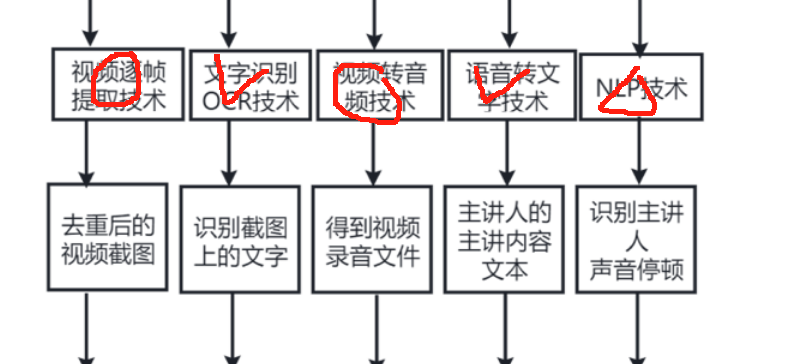 视频逐帧
提取技术
文字识别
OCR技术
视频转音
频技术
语音转文
字技术
NLP技术
去重后的
视频截图
识别截图
上的文字
得到视频
录音文件
主讲人的
主讲内容
文本
识别主讲
人
声音停顿